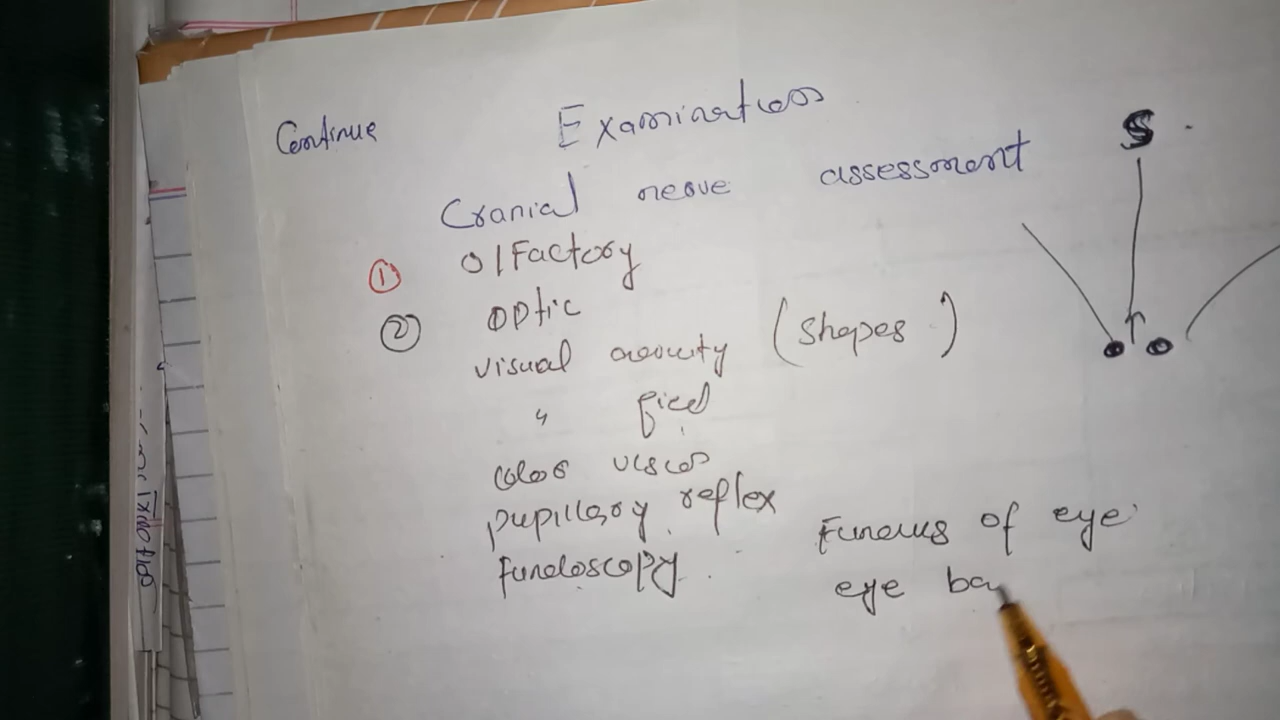 Continue Examination
Cranial nerve assessment
S
① olfactory
② optic
visual acuity (shapes)
" field
color vision
pupillary reflex
Fundoscopy.
Fundus of eye
eye ba